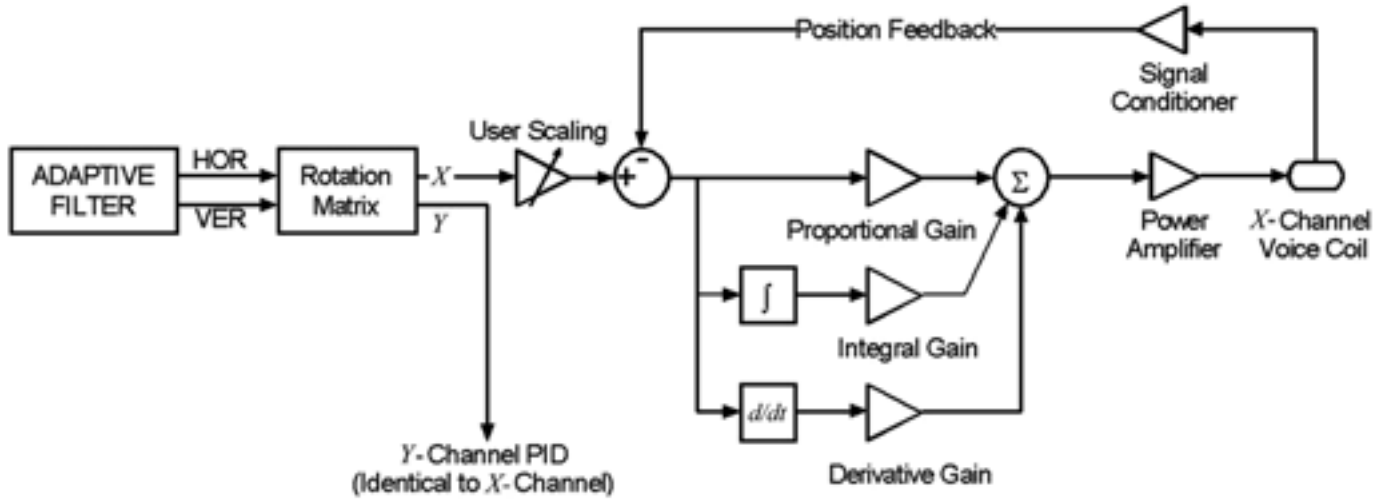 Position Feedback
Signal
Conditioner
User Scaling
-
+
ADAPTIVE
FILTER
HOR
VER
Rotation
Matrix
X
Y
Σ
Proportional Gain
Power
Amplifier
X-Channel
Voice Coil
∫
Integral Gain
d/dt
Derivative Gain
Y-Channel PID
(Identical to X-Channel)